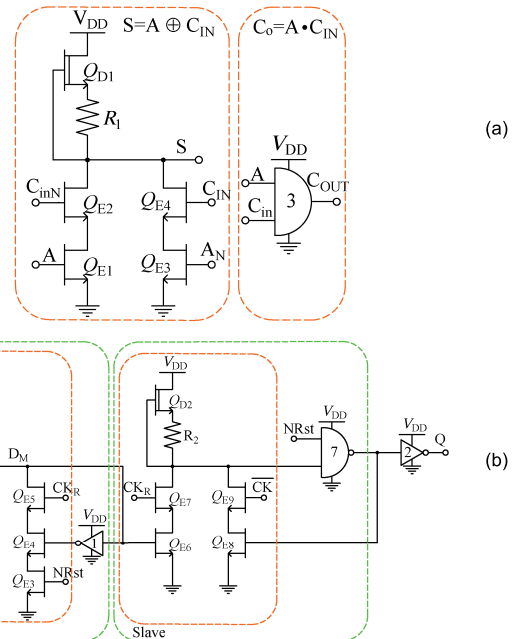 S=A ⊕ C_IN
C_o=A•C_IN
V_DD
Q_D1
R_1
S
C_inN
Q_E2
Q_E4
C_IN
A
Q_E1
Q_E3
A_N
V_DD
A
C_in
3
C_OUT
(a)
V_DD
Q_D2
R_2
NRst
V_DD
7
V_DD
2
Q
D_M
Q_E5
CK_R
CK_R
Q_E7
Q_E9
C̅K̅
V_DD
Q_E4
1
Q_E6
Q_E8
Q_E3
NRst
(b)
Slave